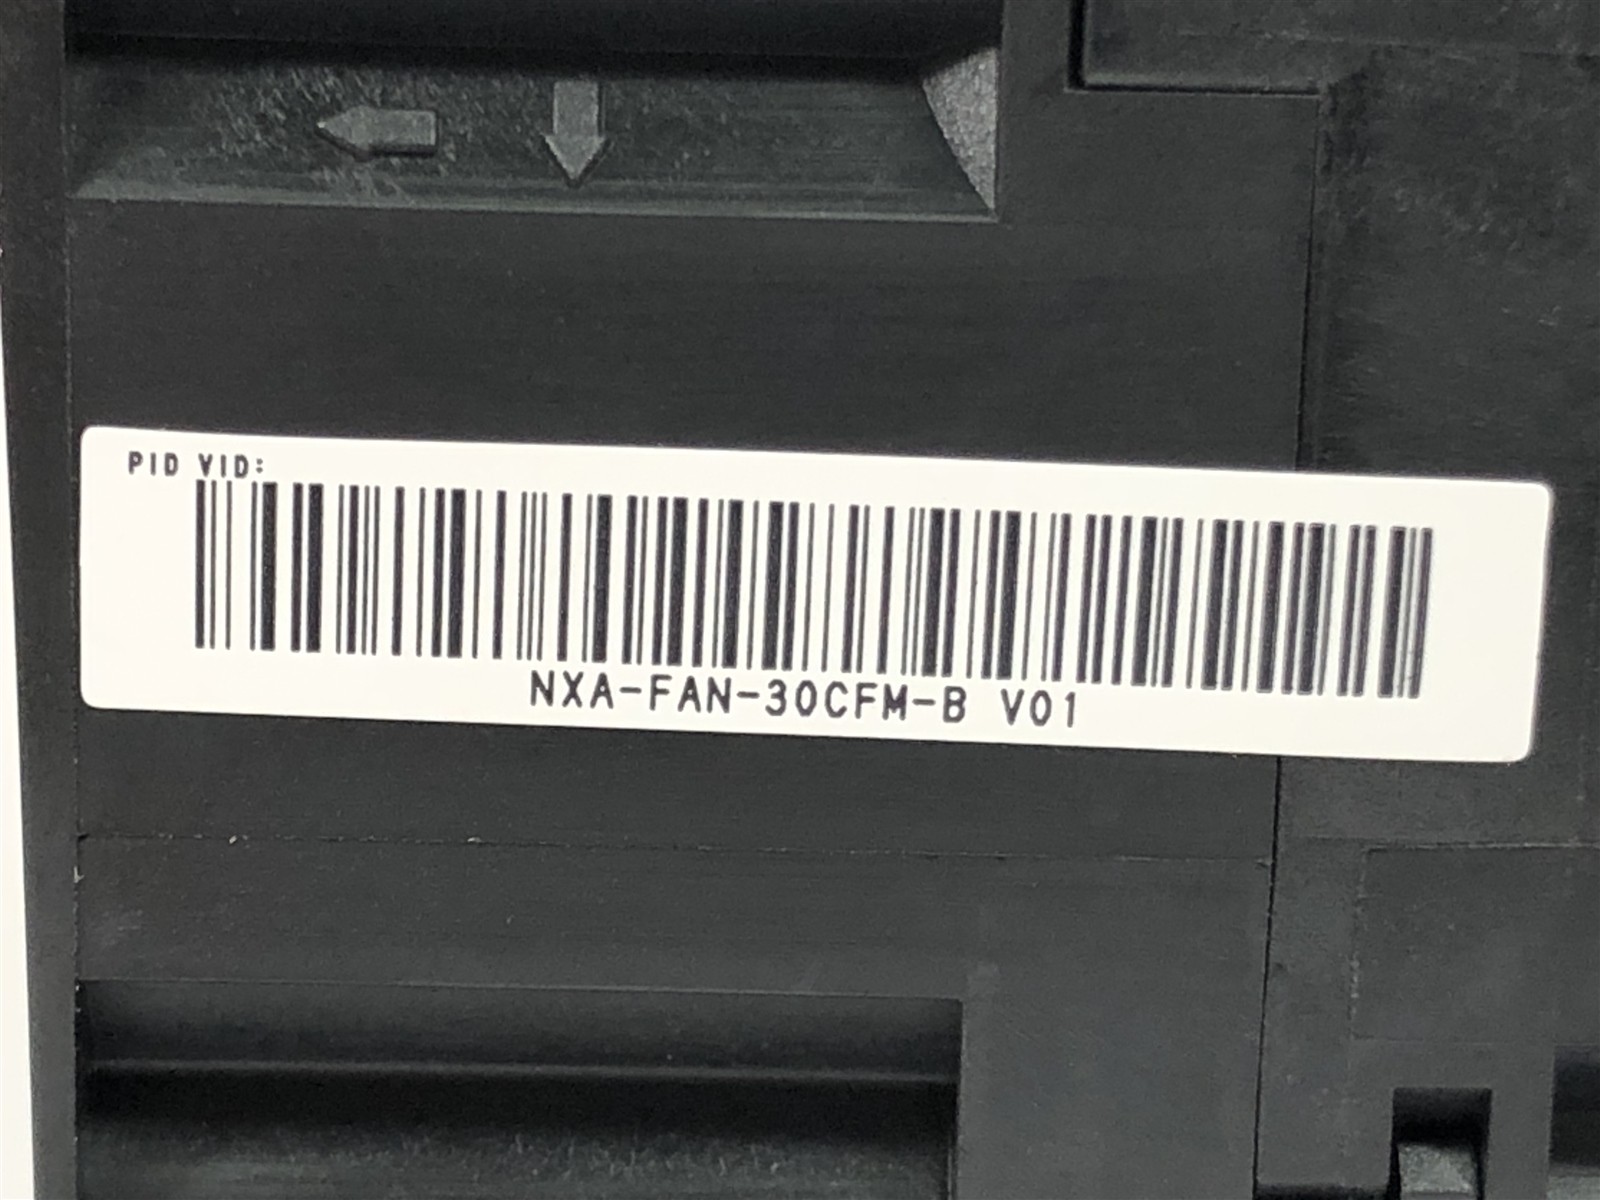 PID VID:
NXA-FAN-30CFM-B V01